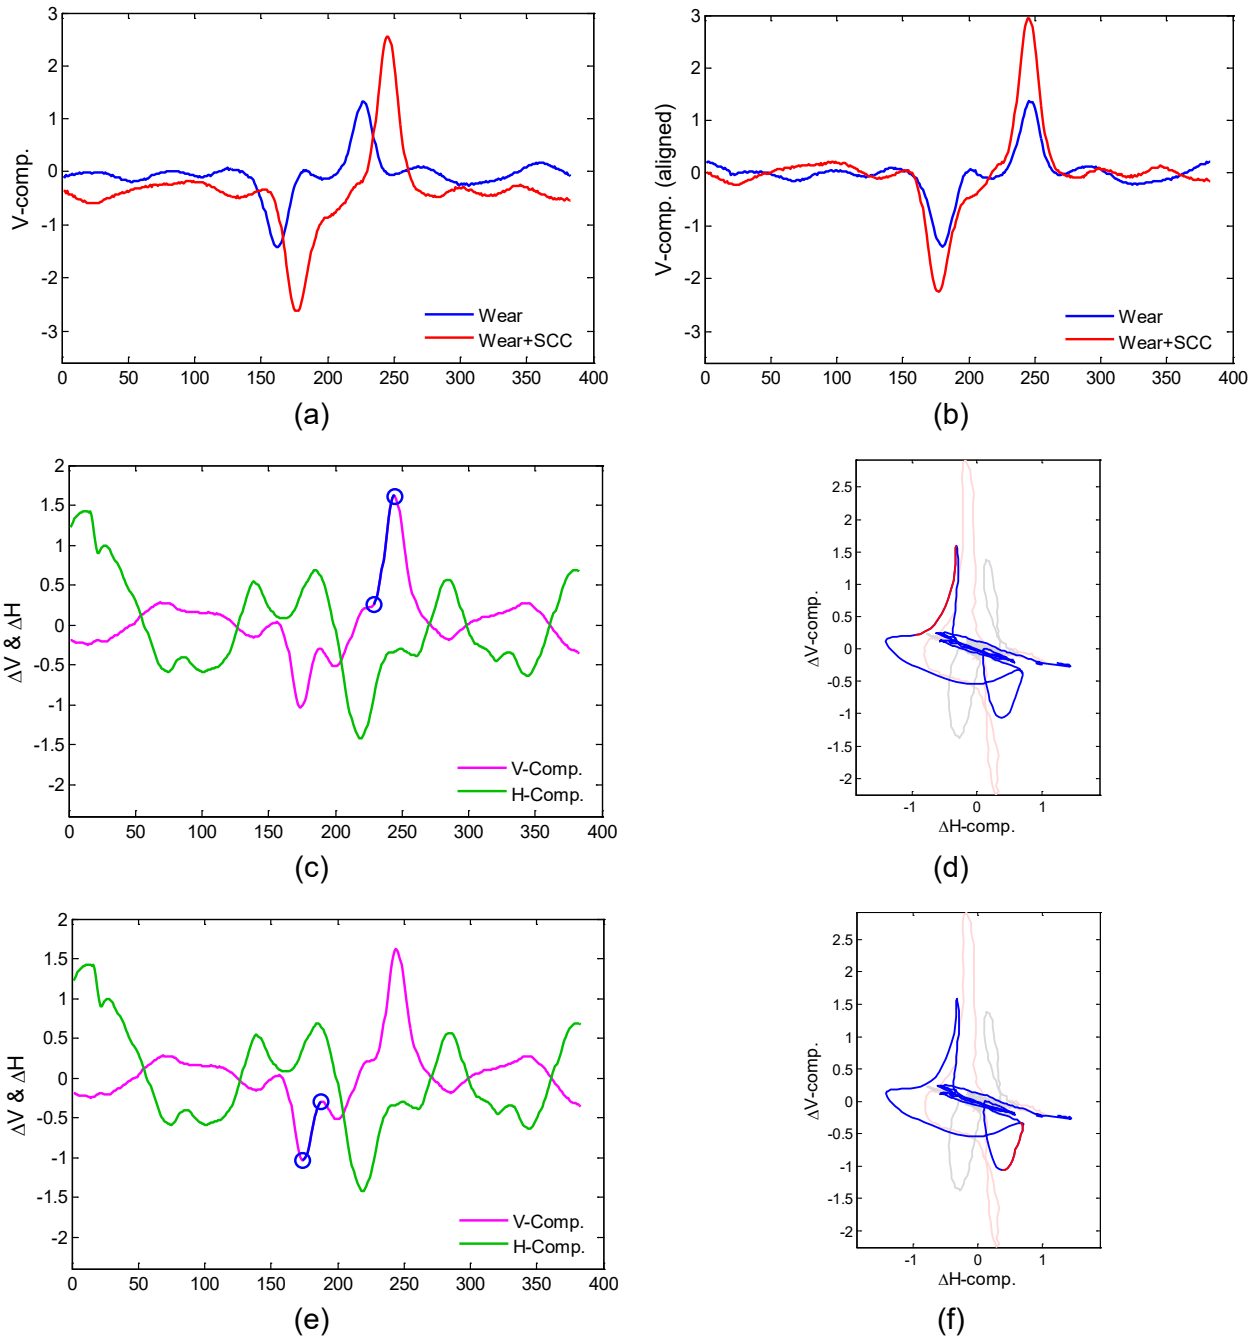 3
2
1
0
-1
-2
-3
V-comp.
Wear
Wear+SCC
0 50 100 150 200 250 300 350 400
(a)
3
2
1
0
-1
-2
-3
V-comp. (aligned)
Wear
Wear+SCC
0 50 100 150 200 250 300 350 400
(b)
2
1.5
1
0.5
0
-0.5
-1
-1.5
-2
ΔV & ΔH
V-Comp.
H-Comp.
0 50 100 150 200 250 300 350 400
(c)
2.5
2
1.5
1
0.5
0
-0.5
-1
-1.5
-2
ΔV-comp.
-1 0 1
ΔH-comp.
(d)
2
1.5
1
0.5
0
-0.5
-1
-1.5
-2
ΔV & ΔH
V-Comp.
H-Comp.
0 50 100 150 200 250 300 350 400
(e)
2.5
2
1.5
1
0.5
0
-0.5
-1
-1.5
-2
ΔV-comp.
-1 0 1
ΔH-comp.
(f)